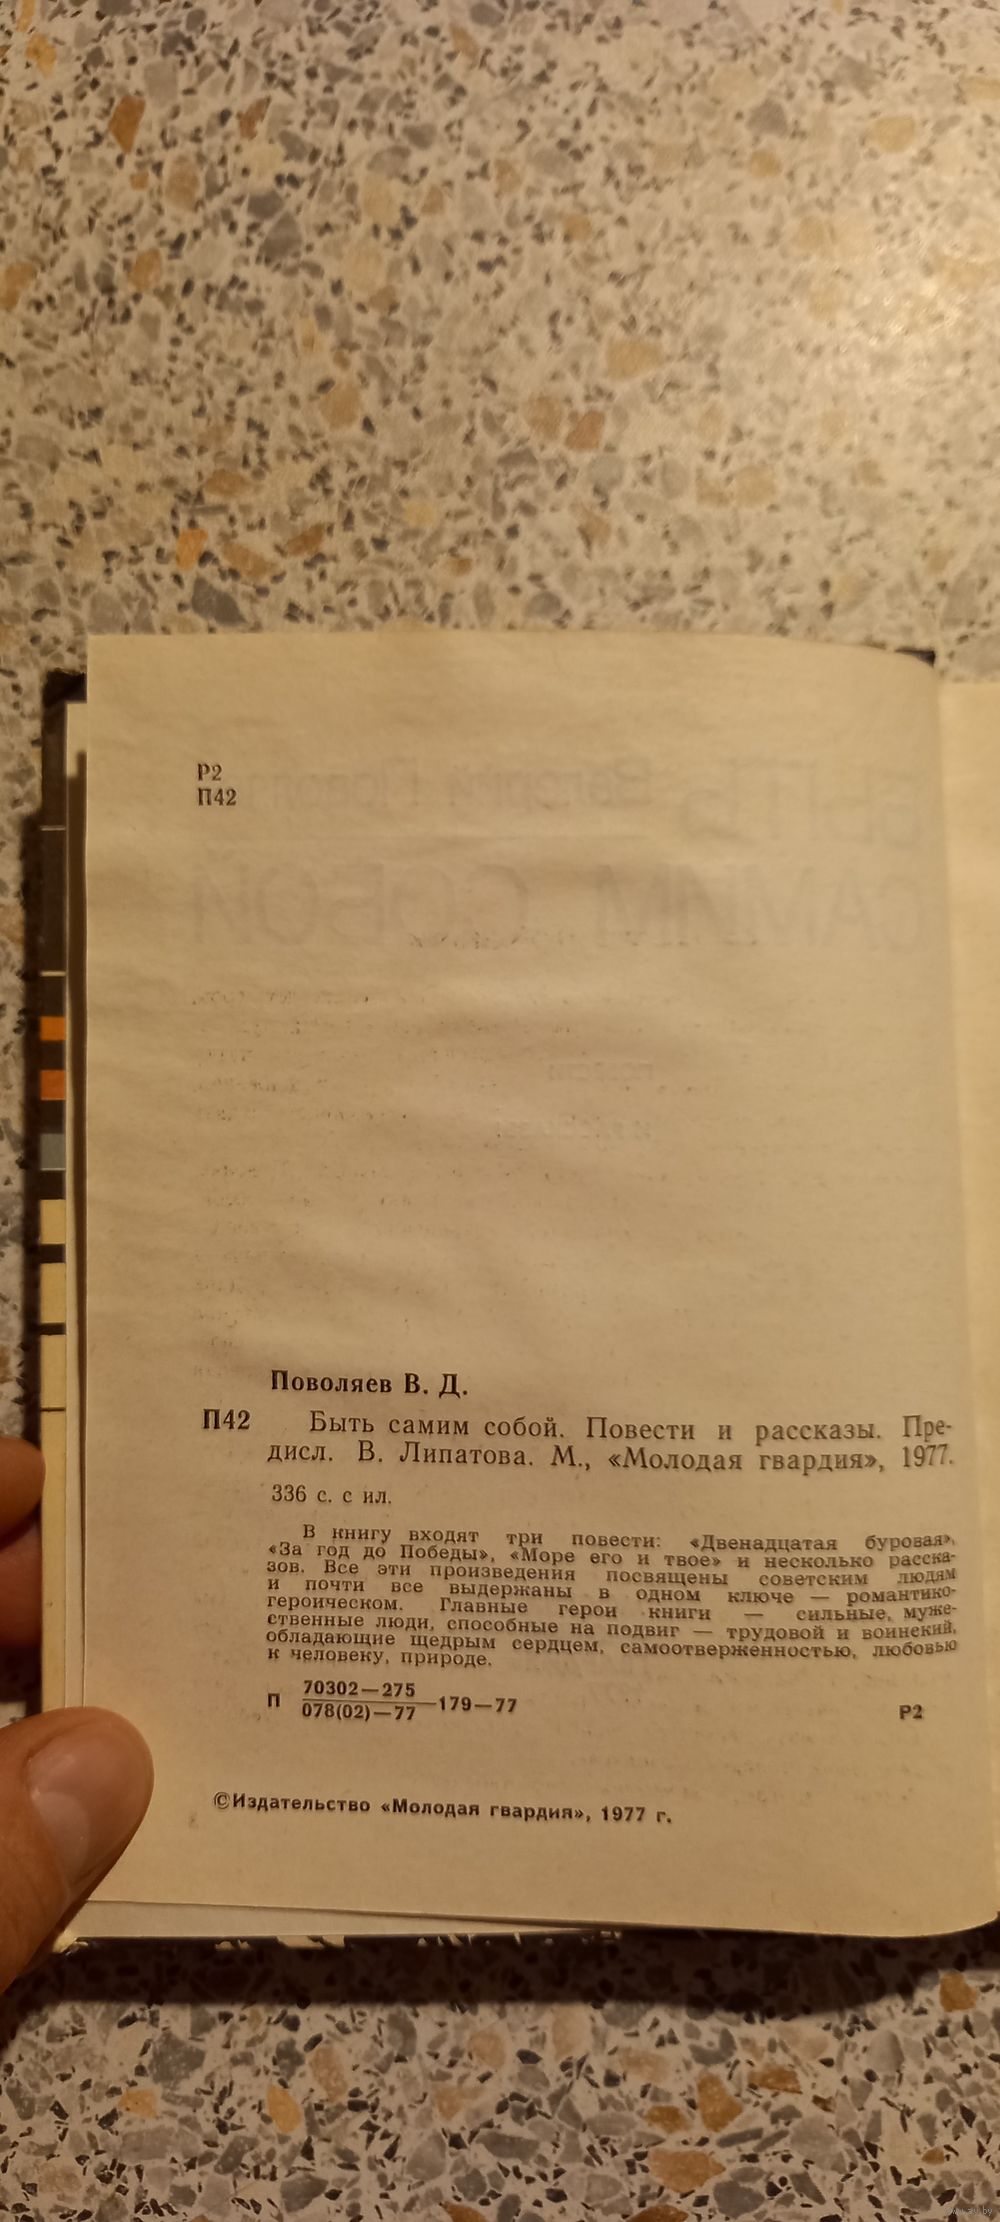 Р2
П42
Поволяев В. Д.
П42 Быть самим собой. Повести и рассказы. Пре-
дисл. В. Липатова. М., «Молодая гвардия», 1977.
336 с. с ил.
В книгу входят три повести: «Двенадцатая буровая»,
«За год до Победы», «Море его и твое» и несколько расска-
зов. Все эти произведения посвящены советским людям
и почти все выдержаны в одном ключе — романтико-
героическом. Главные герои книги — сильные, муже-
ственные люди, способные на подвиг — трудовой и воинский,
обладающие щедрым сердцем, самоотверженностью, любовью
к человеку, природе.
70302—275
П —179—77
078(02)—77
Р2
©Издательство «Молодая гвардия», 1977 г.